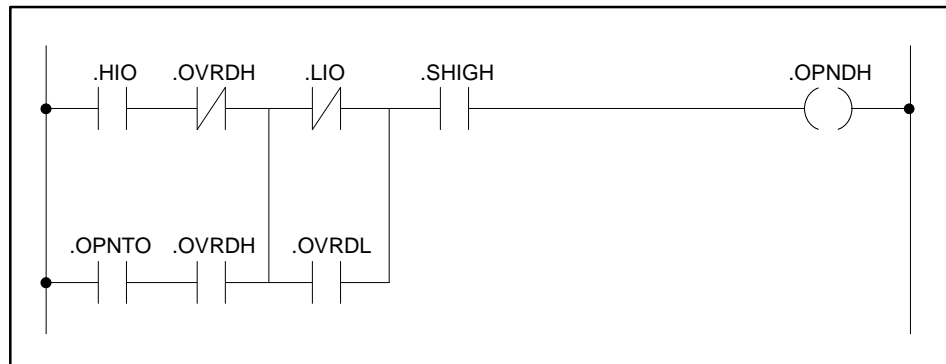 .HIO .OVRDH .LIO .SHIGH .OPNDH
.OPNTO .OVRDH .OVRDL